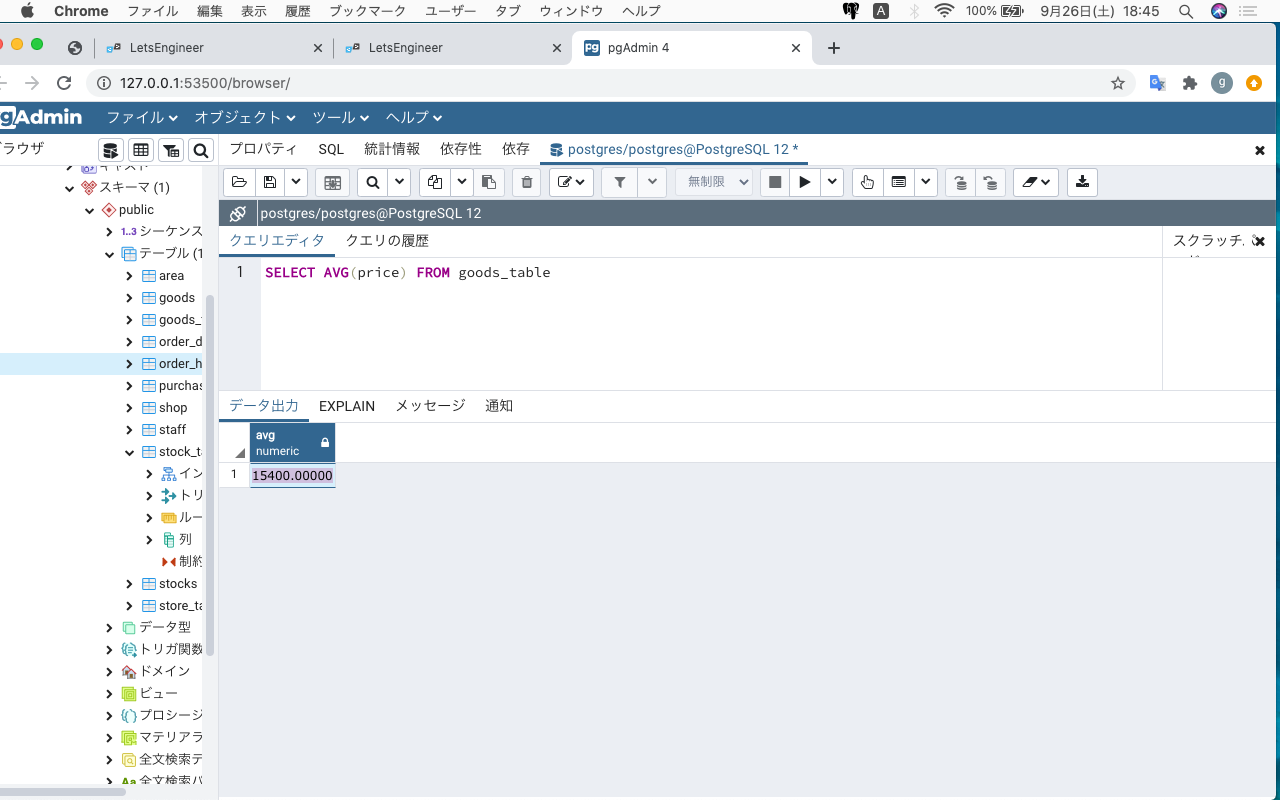 Chrome ファイル 編集 表示 履歴 ブックマーク ユーザー タブ ウィンドウ ヘルプ A 100% 9月26日(土) 18:45
LetsEngineer LetsEngineer pgAdmin 4
127.0.0.1:53500/browser/ g
gAdmin ファイル オブジェクト ツール ヘルプ
ラウザ プロパティ SQL 統計情報 依存性 依存 postgres/postgres@PostgreSQL 12 *
キャスト
スキーマ (1)
無制限
public
postgres/postgres@PostgreSQL 12
シーケンス
クエリエディタ クエリの履歴 スクラッチ.
テーブル (1
1 SELECT AVG(price) FROM goods_table
area
goods
goods_
order_d
order_h
purchas
shop
データ出力 EXPLAIN メッセージ 通知
staff
avg
numeric
stock_ta
1 15400.00000
イン
トリ
ルー
列
制約
stocks
store_ta
データ型
トリガ関数
ドメイン
ビュー
プロシージ
マテリアラ
全文検索デ
全文検索パ